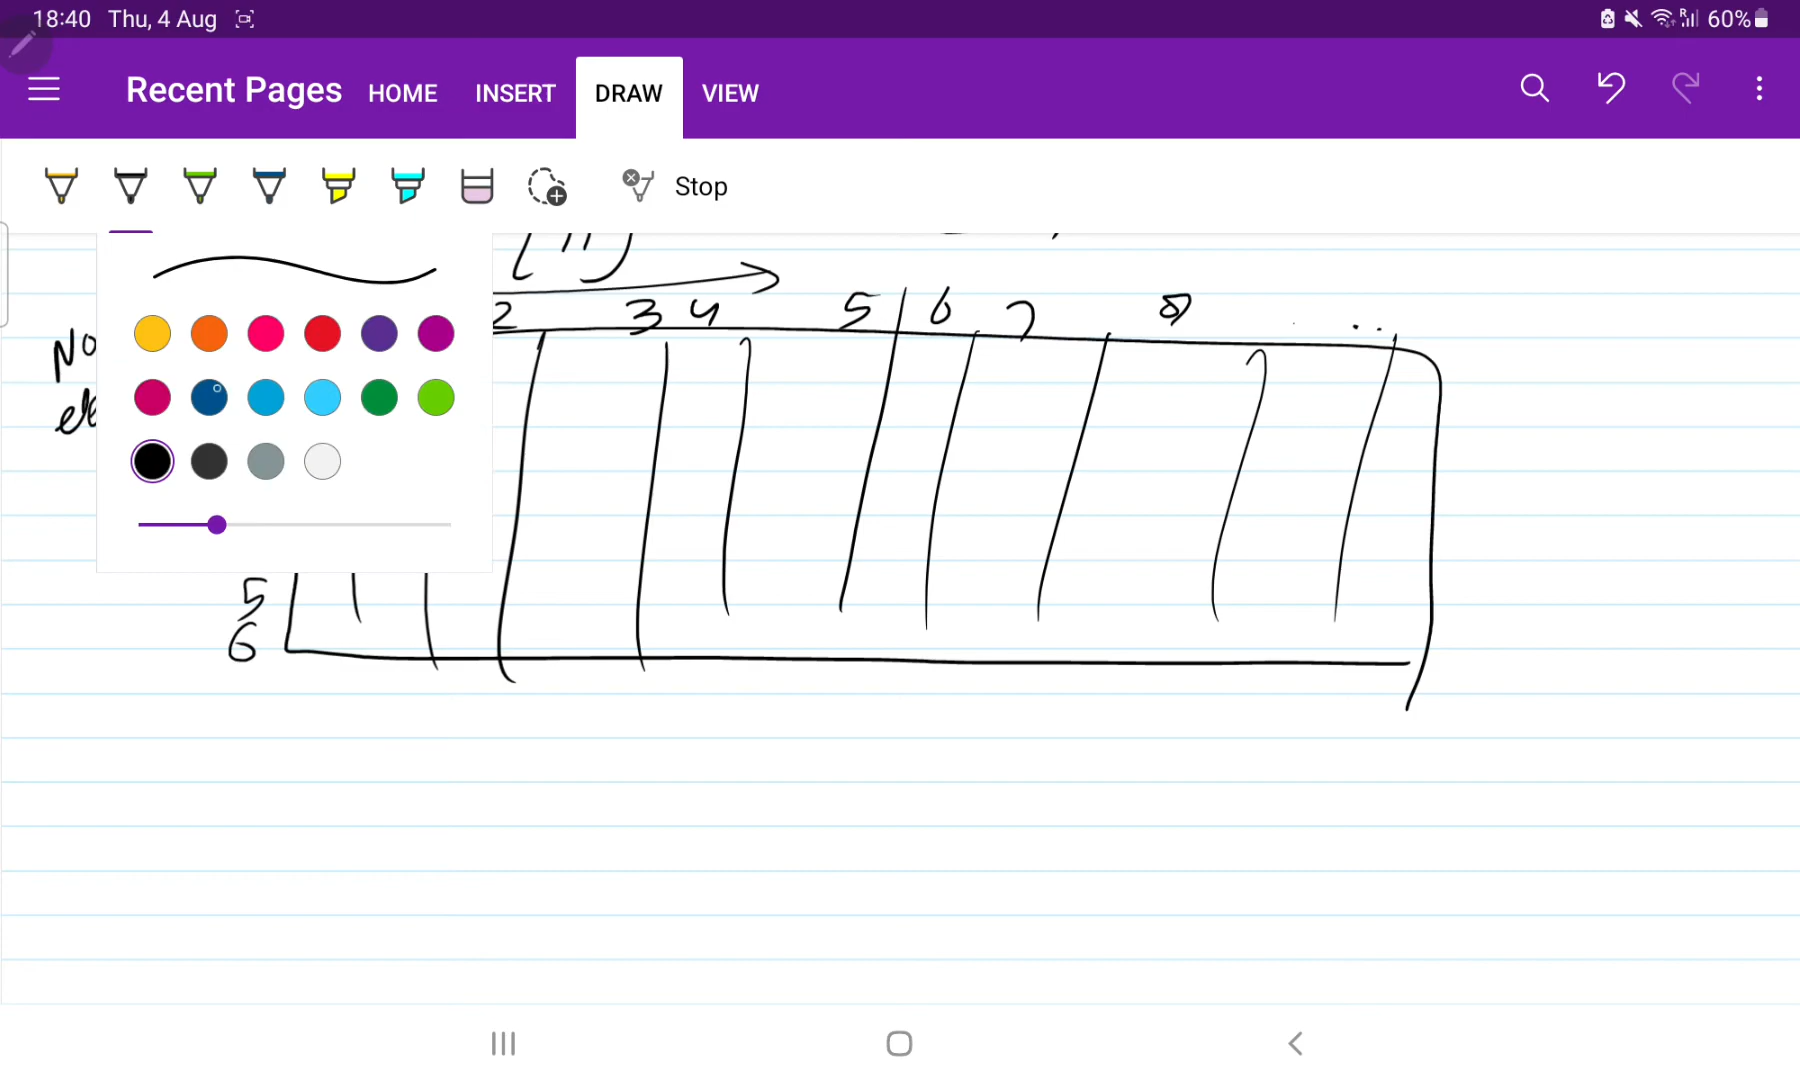 18:40 Thu, 4 Aug 60%
Recent Pages HOME INSERT DRAW VIEW
Stop
2 3 4 5 6 7 8 ...
No
5
6